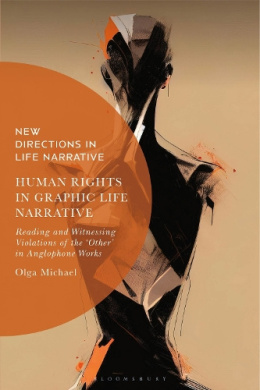 NEW
DIRECTIONS IN
LIFE NARRATIVE
HUMAN RIGHTS
IN GRAPHIC LIFE
NARRATIVE
Reading and Witnessing
Violations of the ‘Other’
in Anglophone Works
Olga Michael
BLOOMSBURY